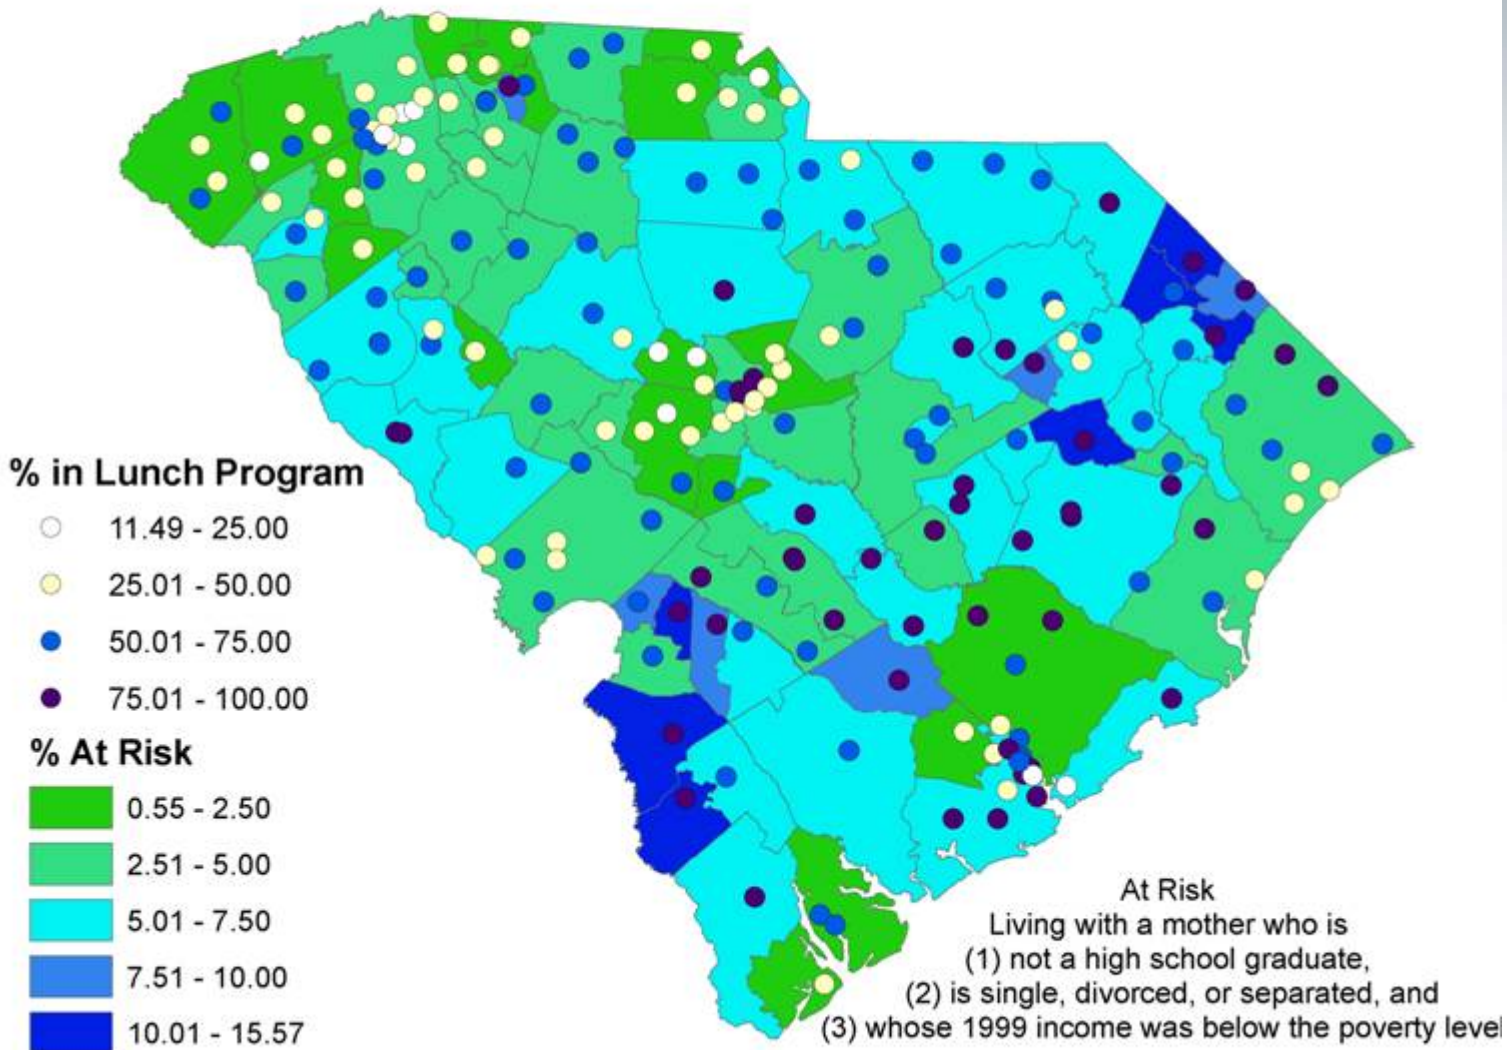 % in Lunch Program
11.49 - 25.00
25.01 - 50.00
50.01 - 75.00
75.01 - 100.00
% At Risk
0.55 - 2.50
2.51 - 5.00
5.01 - 7.50
7.51 - 10.00
10.01 - 15.57
At Risk
Living with a mother who is
(1) not a high school graduate,
(2) is single, divorced, or separated, and
(3) whose 1999 income was below the poverty level